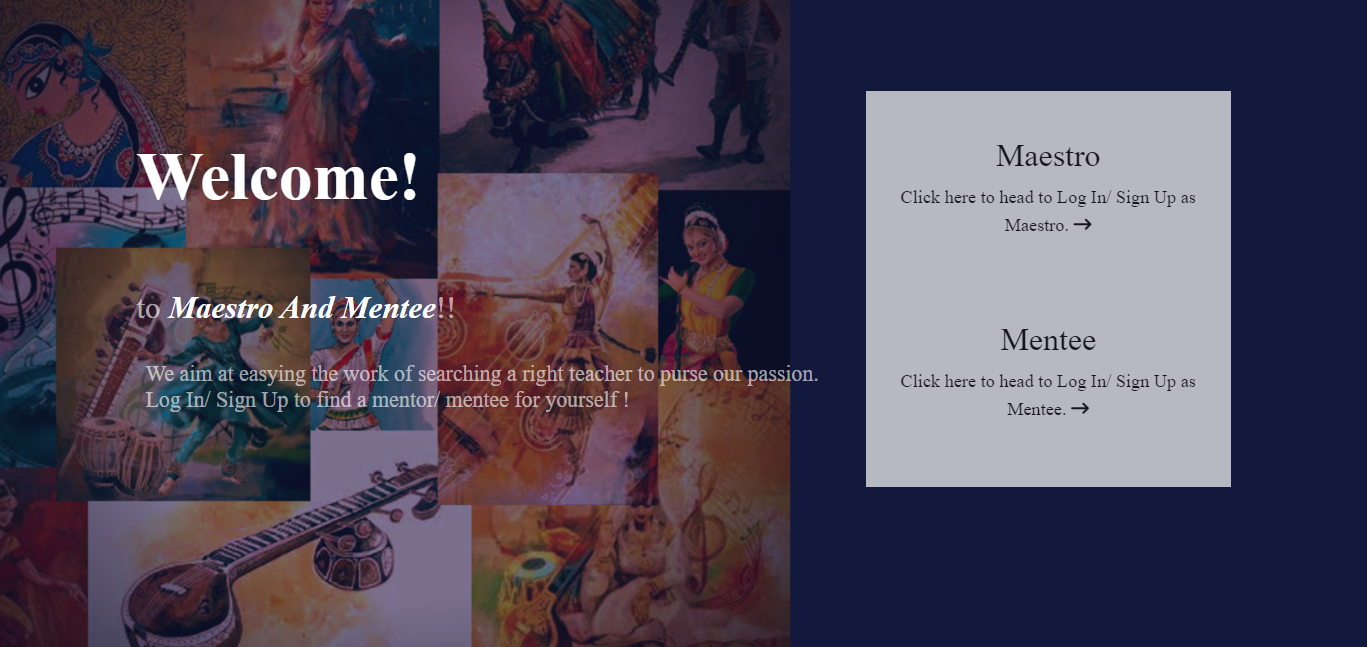 Welcome!
to Maestro And Mentee!!
We aim at easying the work of searching a right teacher to purse our passion.
Log In/ Sign Up to find a mentor/ mentee for yourself !
Maestro
Click here to head to Log In/ Sign Up as
Maestro. →
Mentee
Click here to head to Log In/ Sign Up as
Mentee. →